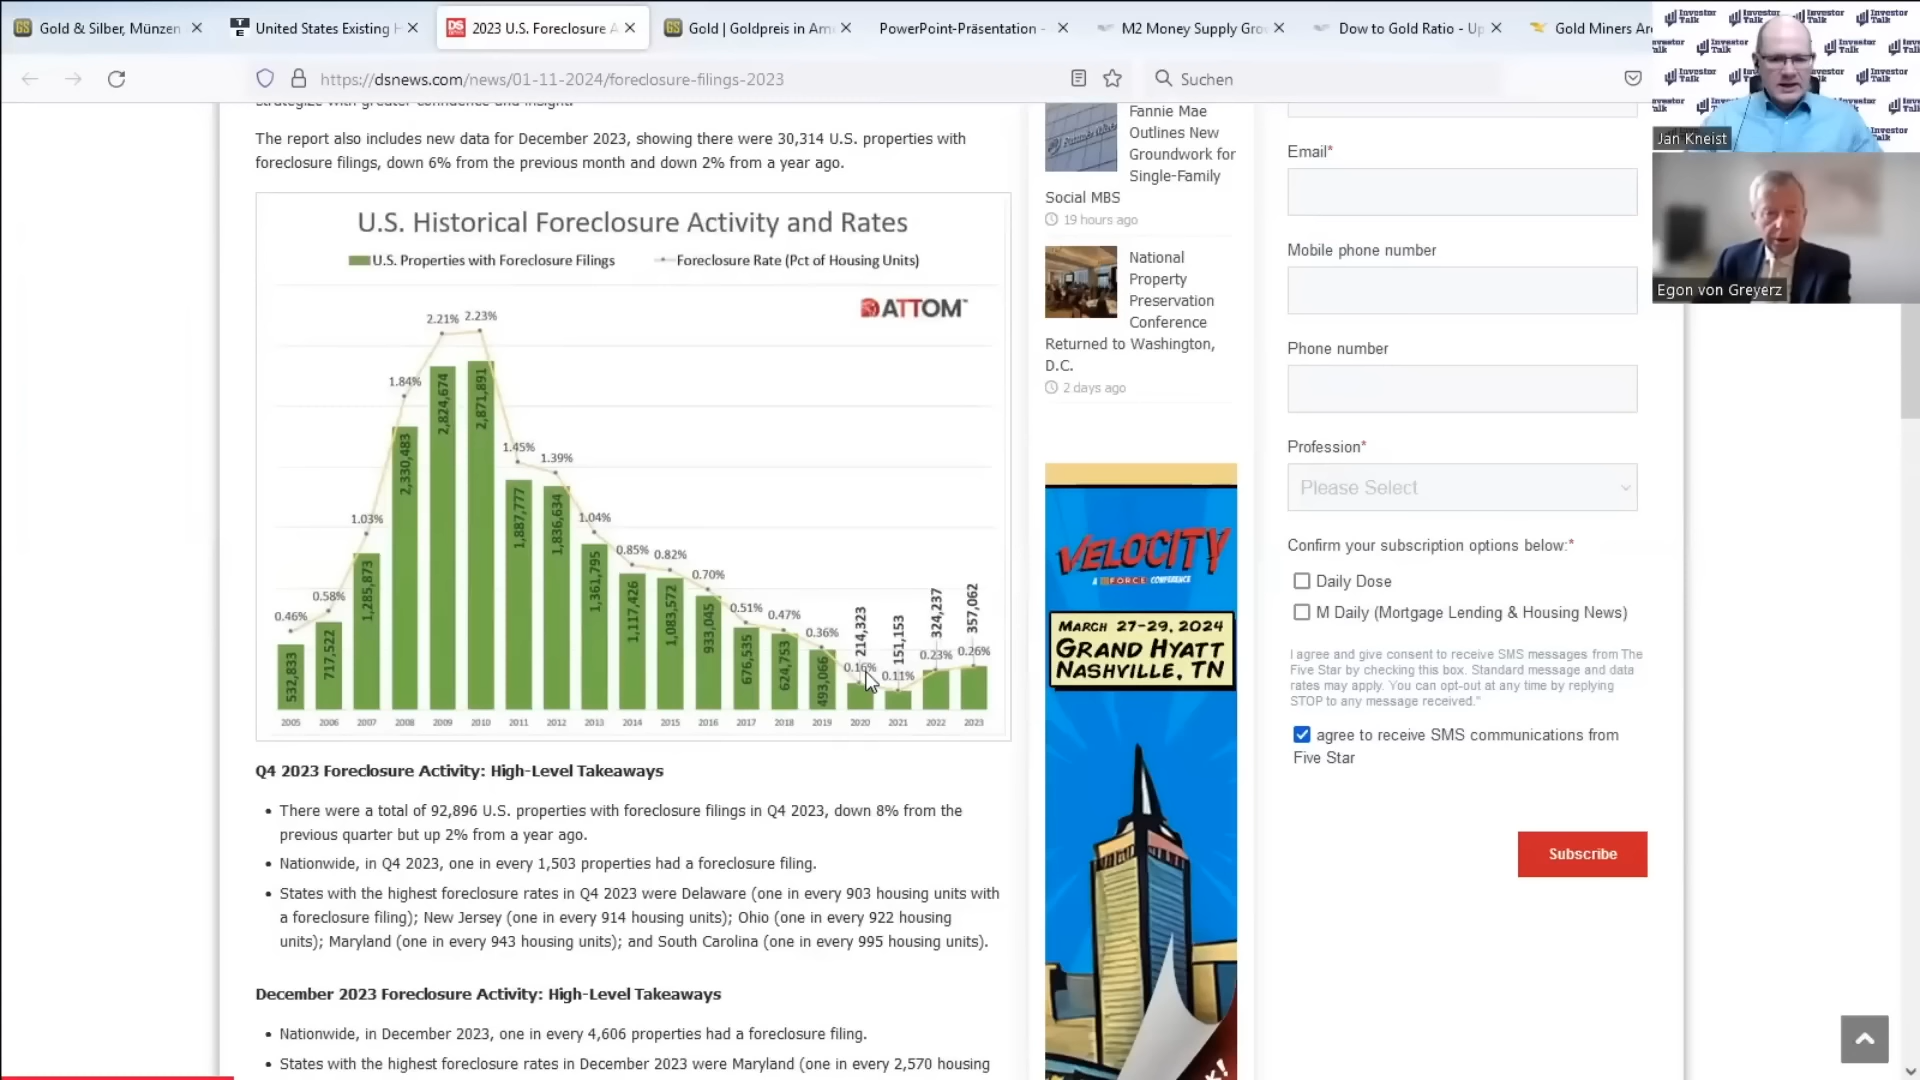 Gold & Silber, Münzen
United States Existing H
2023 U.S. Foreclosure A
Gold | Goldpreis in Am
PowerPoint-Präsentation -
M2 Money Supply Gro
Dow to Gold Ratio - Up
Gold Miners
https://dsnews.com/news/01-11-2024/foreclosure-filings-2023
Suchen
Investor Talk
Jan Kneist
Egon von Greyerz
strategize with greater confidence and insight.
The report also includes new data for December 2023, showing there were 30,314 U.S. properties with
foreclosure filings, down 6% from the previous month and down 2% from a year ago.
U.S. Historical Foreclosure Activity and Rates
U.S. Properties with Foreclosure Filings
Foreclosure Rate (Pct of Housing Units)
ATTOM™
0.46% 0.58% 1.03% 1.84% 2.21% 2.23% 1.45% 1.39% 1.04% 0.85% 0.82% 0.70% 0.51% 0.47% 0.36% 0.16% 0.11% 0.23% 0.26%
532,833 717,522 1,285,873 2,330,483 2,824,674 2,871,891 1,887,777 1,836,634 1,361,795 1,117,426 1,083,572 933,045 676,535 624,753 493,066 214,323 151,153 324,237 357,062
2005 2006 2007 2008 2009 2010 2011 2012 2013 2014 2015 2016 2017 2018 2019 2020 2021 2022 2023
Q4 2023 Foreclosure Activity: High-Level Takeaways
• There were a total of 92,896 U.S. properties with foreclosure filings in Q4 2023, down 8% from the
previous quarter but up 2% from a year ago.
• Nationwide, in Q4 2023, one in every 1,503 properties had a foreclosure filing.
• States with the highest foreclosure rates in Q4 2023 were Delaware (one in every 903 housing units with
a foreclosure filing); New Jersey (one in every 914 housing units); Ohio (one in every 922 housing
units); Maryland (one in every 943 housing units); and South Carolina (one in every 995 housing units).
December 2023 Foreclosure Activity: High-Level Takeaways
• Nationwide, in December 2023, one in every 4,606 properties had a foreclosure filing.
• States with the highest foreclosure rates in December 2023 were Maryland (one in every 2,570 housing
Fannie Mae
Outlines New
Groundwork for
Single-Family
Social MBS
19 hours ago
National
Property
Preservation
Conference
Returned to Washington,
D.C.
2 days ago
VELOCITY
A FORCE CONFERENCE
MARCH 27-29, 2024
GRAND HYATT
NASHVILLE, TN
Email*
Mobile phone number
Phone number
Profession*
Please Select
Confirm your subscription options below:*
Daily Dose
M Daily (Mortgage Lending & Housing News)
I agree and give consent to receive SMS messages from The
Five Star by checking this box. Standard message and data
rates may apply. You can opt-out at any time by replying
STOP to any message received."
agree to receive SMS communications from
Five Star
Subscribe